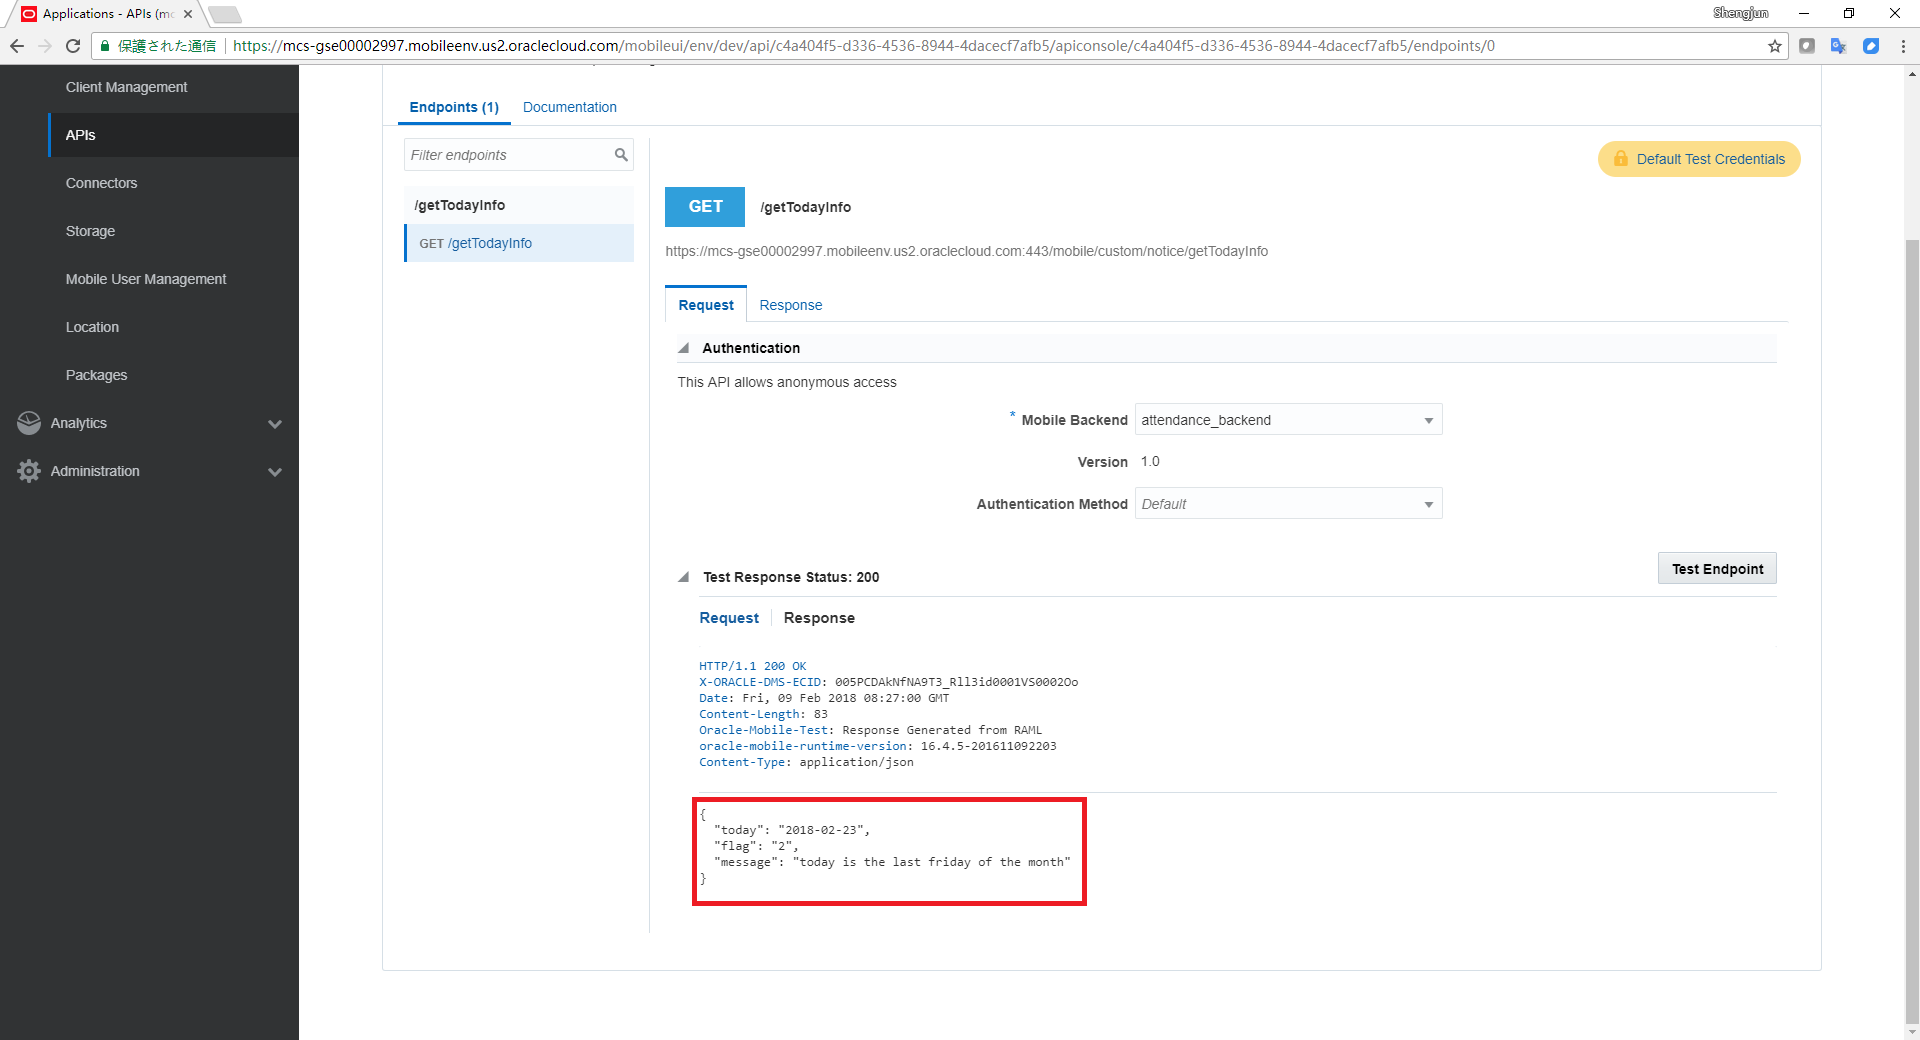 Applications - APIs (mo
Shengjun
保護された通信
https://mcs-gse00002997.mobileenv.us2.oraclecloud.com/mobileui/env/dev/api/c4a404f5-d336-4536-8944-4dacecf7afb5/apiconsole/c4a404f5-d336-4536-8944-4dacecf7afb5/endpoints/0
Client Management
APIs
Connectors
Storage
Mobile User Management
Location
Packages
Analytics
Administration
Endpoints (1)
Documentation
Filter endpoints
/getTodayInfo
GET /getTodayInfo
Default Test Credentials
GET
/getTodayInfo
https://mcs-gse00002997.mobileenv.us2.oraclecloud.com:443/mobile/custom/notice/getTodayInfo
Request
Response
Authentication
This API allows anonymous access
* Mobile Backend
attendance_backend
Version
1.0
Authentication Method
Default
Test Endpoint
Test Response Status: 200
Request
Response
HTTP/1.1 200 OK
X-ORACLE-DMS-ECID: 005PCDAkNfNA9T3_Rll3id0001VS0002Oo
Date: Fri, 09 Feb 2018 08:27:00 GMT
Content-Length: 83
Oracle-Mobile-Test: Response Generated from RAML
oracle-mobile-runtime-version: 16.4.5-201611092203
Content-Type: application/json
{
"today": "2018-02-23",
"flag": "2",
"message": "today is the last friday of the month"
}